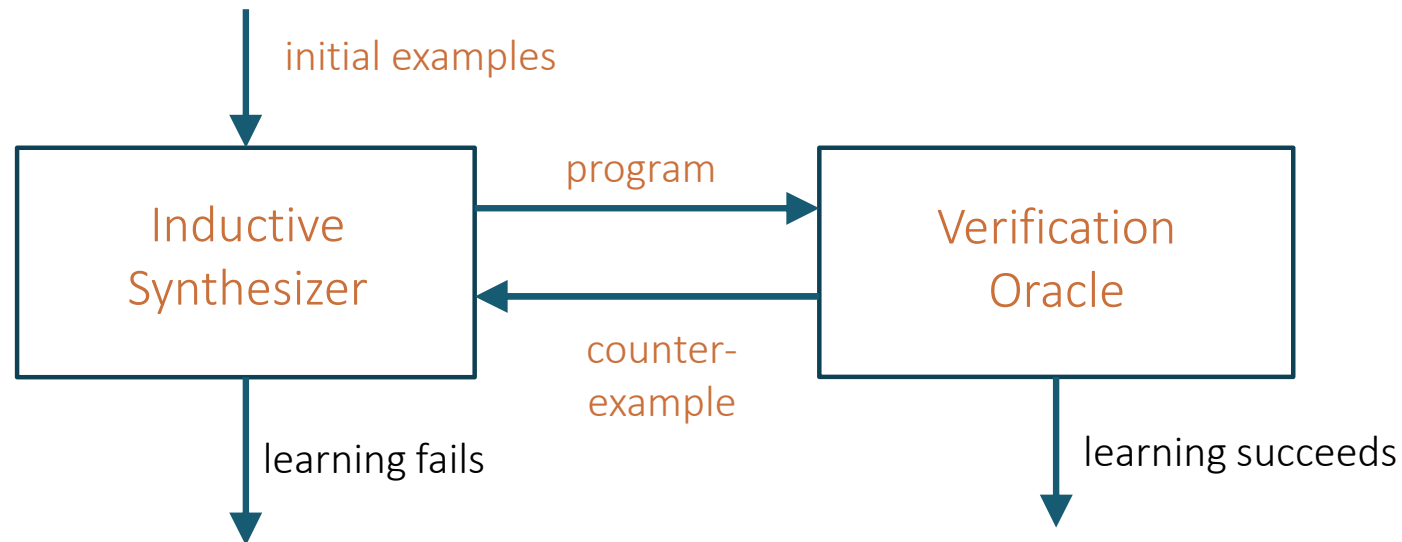 initial examples
Inductive
Synthesizer
program
counter-
example
Verification
Oracle
learning fails
learning succeeds